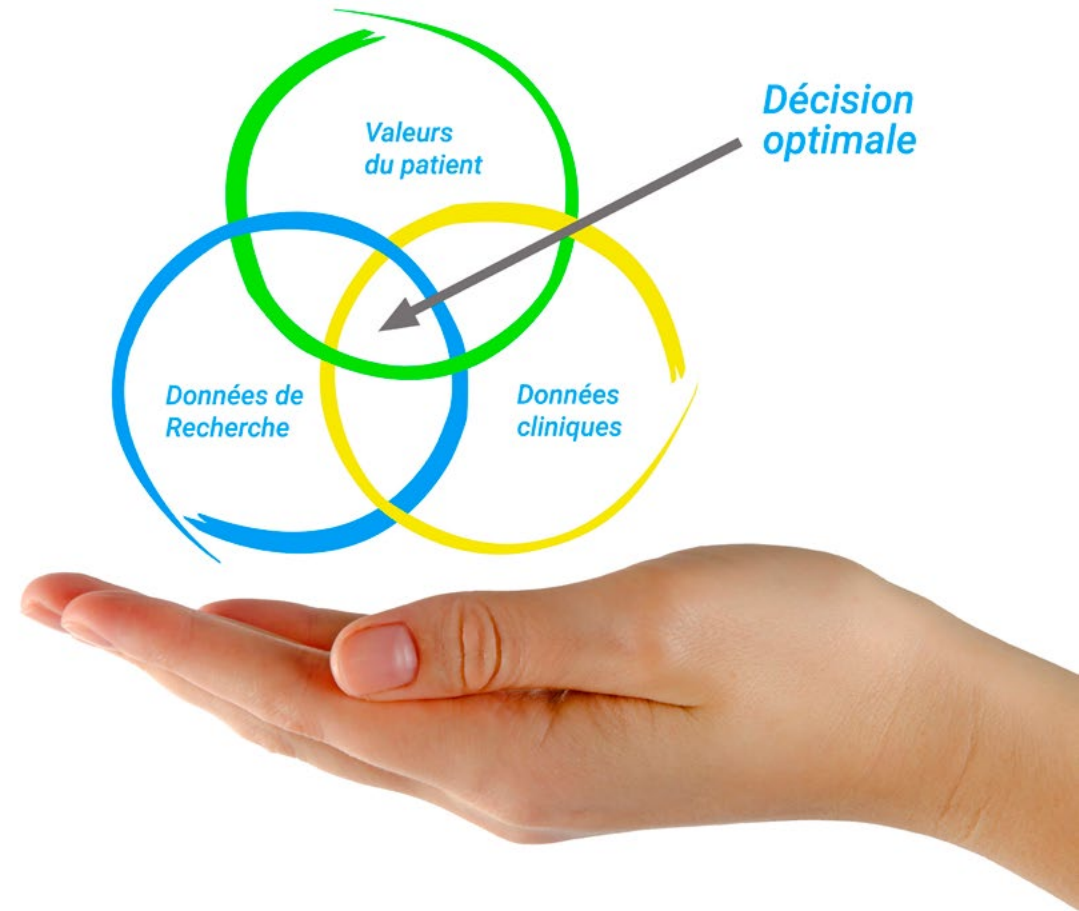 Valeurs
du patient
Décision
optimale
Données de
Recherche
Données
cliniques